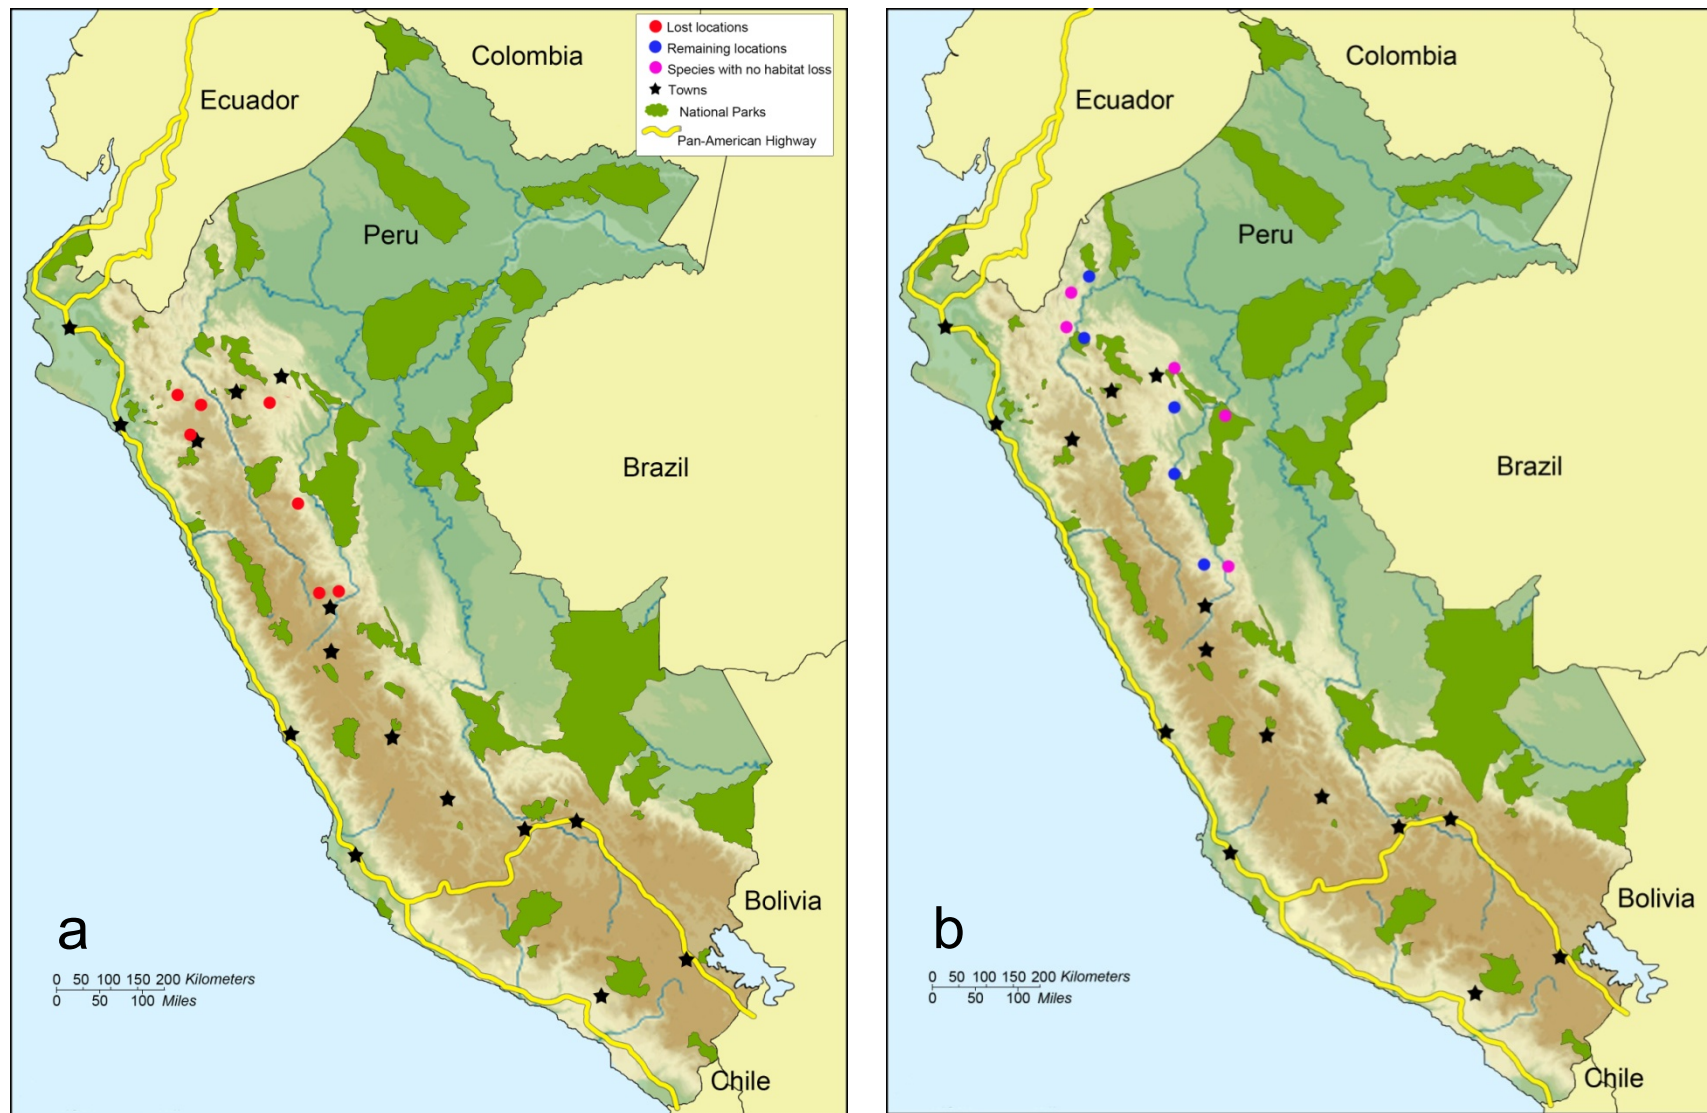 Lost locations
Remaining locations
Species with no habitat loss
Towns
National Parks
Pan-American Highway
Colombia
Ecuador
Peru
Brazil
Bolivia
Chile
a
0 50 100 150 200 Kilometers
0 50 100 Miles
Colombia
Ecuador
Peru
Brazil
Bolivia
Chile
b
0 50 100 150 200 Kilometers
0 50 100 Miles